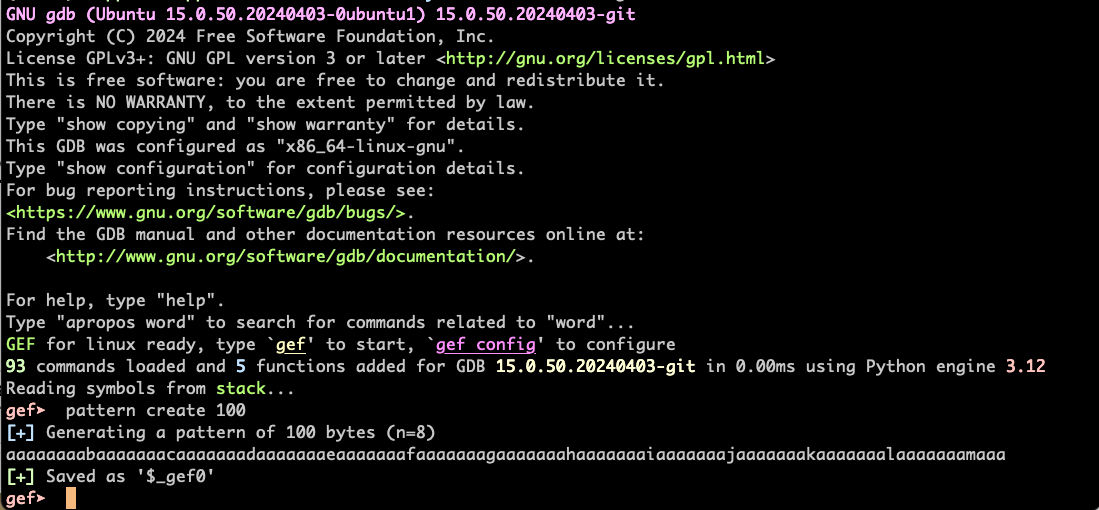 GNU gdb (Ubuntu 15.0.50.20240403-0ubuntu1) 15.0.50.20240403-git
Copyright (C) 2024 Free Software Foundation, Inc.
License GPLv3+: GNU GPL version 3 or later <http://gnu.org/licenses/gpl.html>
This is free software: you are free to change and redistribute it.
There is NO WARRANTY, to the extent permitted by law.
Type "show copying" and "show warranty" for details.
This GDB was configured as "x86_64-linux-gnu".
Type "show configuration" for configuration details.
For bug reporting instructions, please see:
<https://www.gnu.org/software/gdb/bugs/>.
Find the GDB manual and other documentation resources online at:
    <http://www.gnu.org/software/gdb/documentation/>.

For help, type "help".
Type "apropos word" to search for commands related to "word"...
GEF for linux ready, type `gef' to start, `gef config' to configure
93 commands loaded and 5 functions added for GDB 15.0.50.20240403-git in 0.00ms using Python engine 3.12
Reading symbols from stack...
gef➤  pattern create 100
[+] Generating a pattern of 100 bytes (n=8)
aaaaaaaabaaaaaaacaaaaaaadaaaaaaaeaaaaaaafaaaaaaagaaaaaaahaaaaaaaiaaaaaaajaaaaaaakaaaaaaalaaaaaaamaaa
[+] Saved as '$_gef0'
gef➤